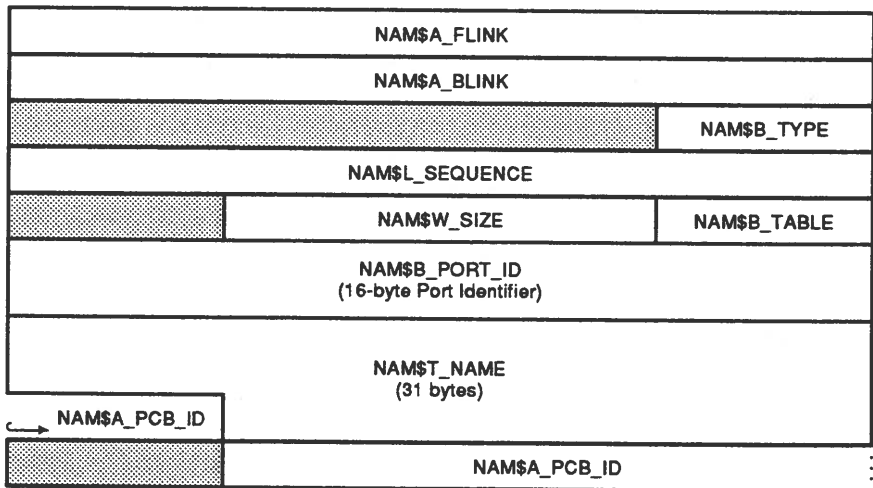 NAM$A_FLINK
NAM$A_BLINK
NAM$B_TYPE
NAM$L_SEQUENCE
NAM$W_SIZE
NAM$B_TABLE
NAM$B_PORT_ID
(16-byte Port Identifier)
NAM$T_NAME
(31 bytes)
NAM$A_PCB_ID
NAM$A_PCB_ID